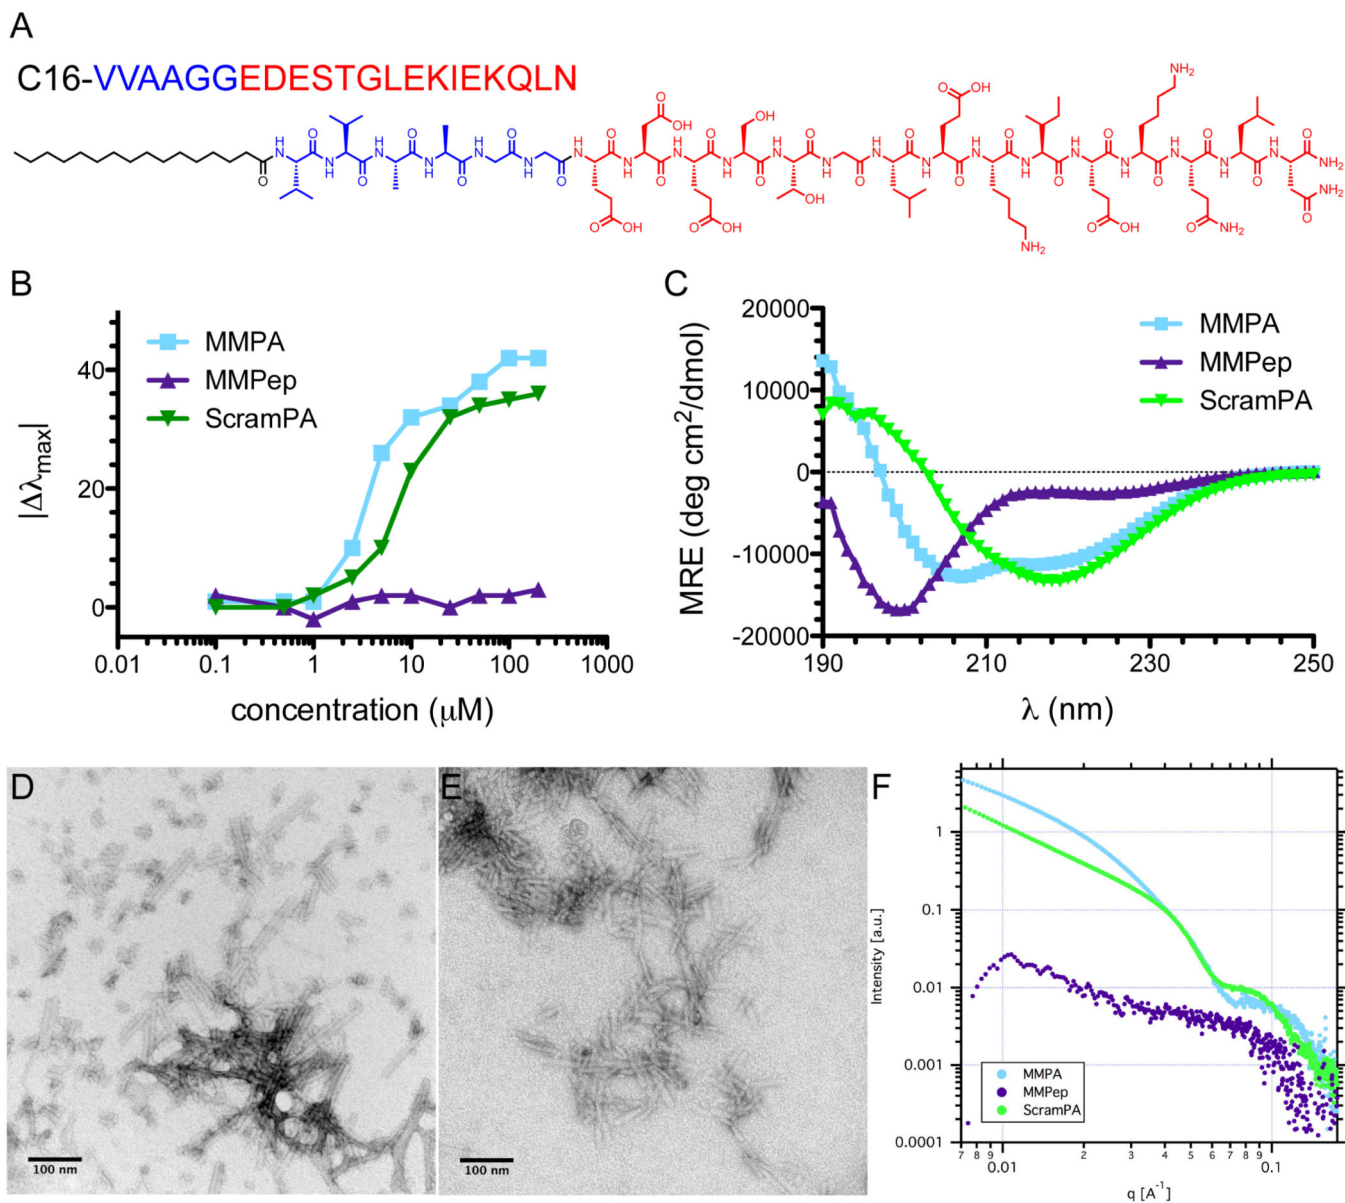 A
C16-VVAAGGEDESTGLEKIEKQLN
NH₂
O OH
O
OH OH NH₂
H O H O H O H O H O H O H O H O H O H O H O
N N N N N N N N N N N NH₂
N N N N N N N N N N
O H O H O H O H O H O H O H O H O H O H O NH₂
OH O
O OH O OH O OH O NH₂
NH₂
B
|Δλmax|
40
20
0
MMPA
MMPep
ScramPA
0.01 0.1 1 10 100 1000
concentration (μM)
C
MRE (deg cm²/dmol)
20000
10000
0
-10000
-20000
MMPA
MMPep
ScramPA
190 210 230 250
λ (nm)
D
100 nm
E
100 nm
F
Intensity [a.u.]
1
0.1
0.01
0.001
0.0001
MMPA
MMPep
ScramPA
7 8 9 0.01 2 3 4 5 6 7 8 9 0.1
q [A⁻¹]